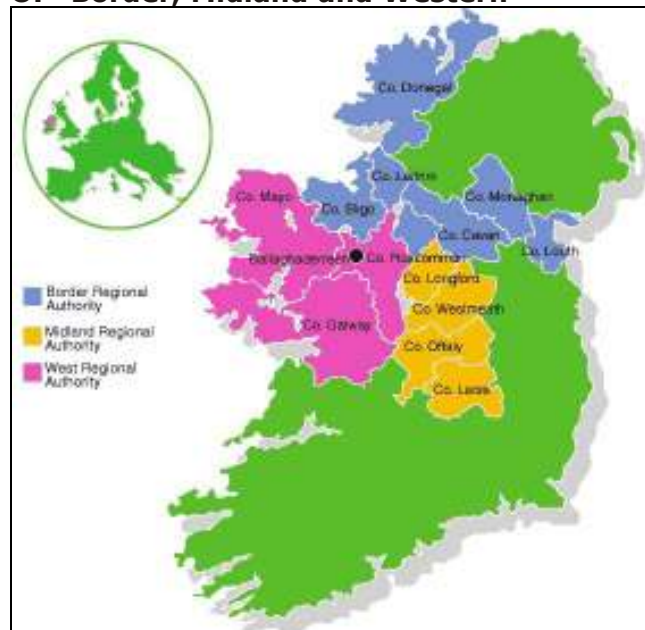 Border, Midland and Western
Co. Donegal
Co. Leitrim
Co. Monaghan
Co. Mayo
Co. Sligo
Co. Cavan
Co. Louth
Ballaghaderreen
Co. Roscommon
Co. Longford
Co. Westmeath
Co. Galway
Co. Offaly
Co. Laois
Border Regional
Authority
Midland Regional
Authority
West Regional
Authority